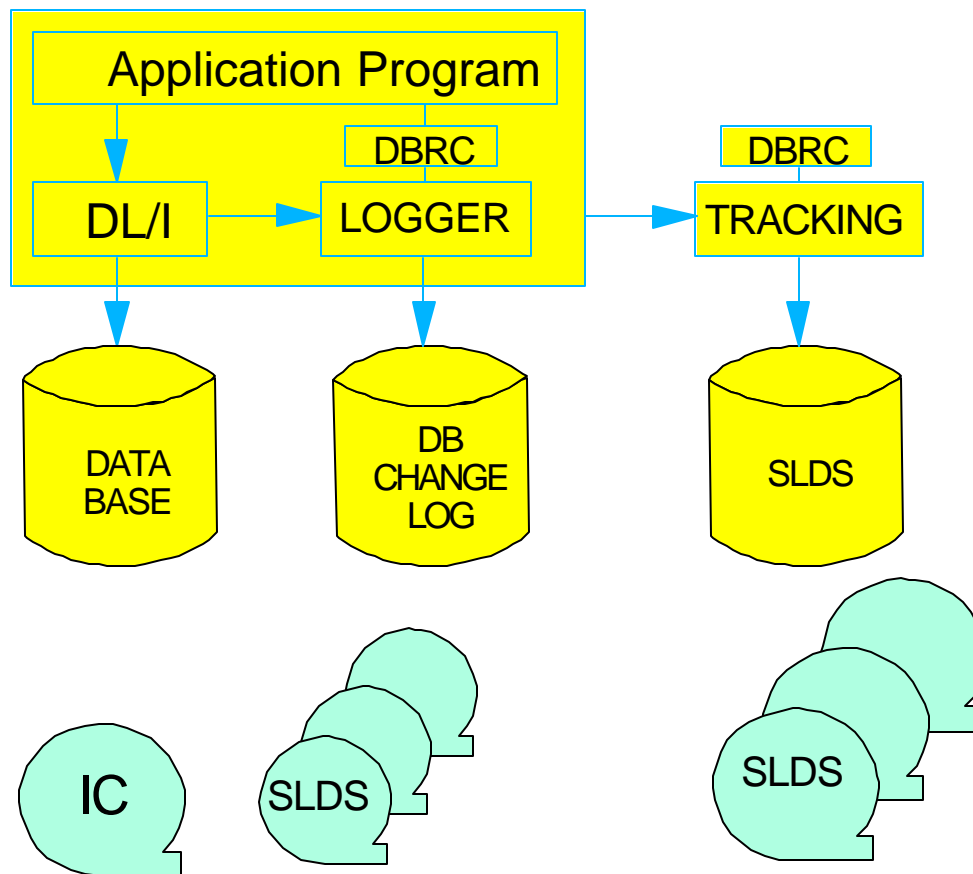 Application Program
DBRC
DBRC
DL/I
LOGGER
TRACKING
DATA
BASE
DB
CHANGE
LOG
SLDS
IC
SLDS
SLDS